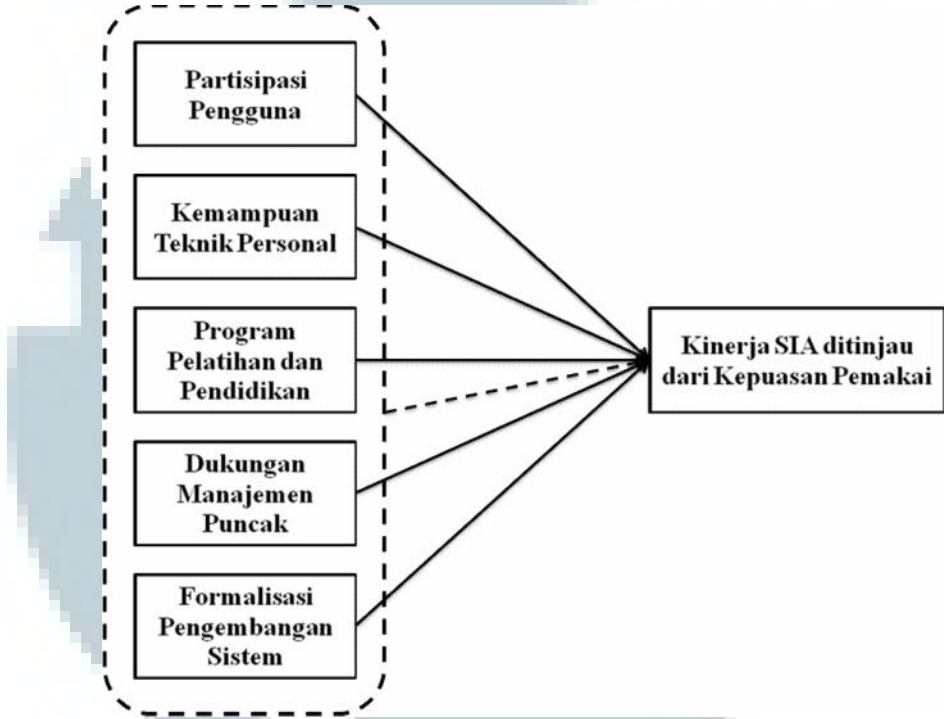 Partisipasi
Pengguna
Kemampuan
Teknik Personal
Program
Pelatihan dan
Pendidikan
Dukungan
Manajemen
Puncak
Formalisasi
Pengembangan
Sistem
Kinerja SIA ditinjau
dari Kepuasan Pemakai